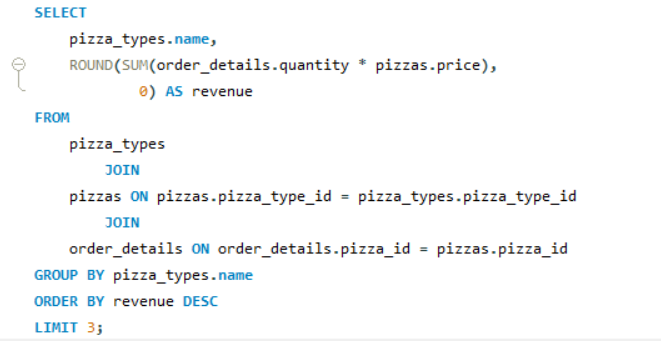 SELECT
pizza_types.name,
ROUND(SUM(order_details.quantity * pizzas.price),
0) AS revenue
FROM
pizza_types
JOIN
pizzas ON pizzas.pizza_type_id = pizza_types.pizza_type_id
JOIN
order_details ON order_details.pizza_id = pizzas.pizza_id
GROUP BY pizza_types.name
ORDER BY revenue DESC
LIMIT 3;